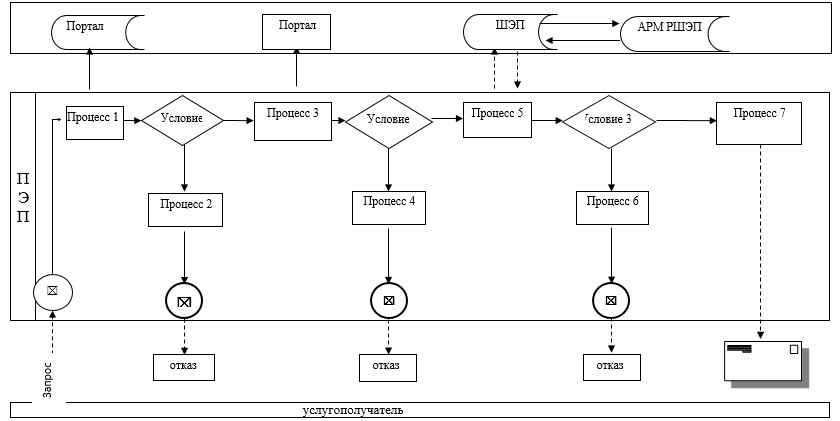 Портал
Портал
ШЭП
АРМ РШЭП
Процесс 1
Условие
Процесс 3
Условие
Процесс 5
Условие 3
Процесс 7
ПЭП
Процесс 2
Процесс 4
Процесс 6
Запрос
отказ
отказ
отказ
услугополучатель